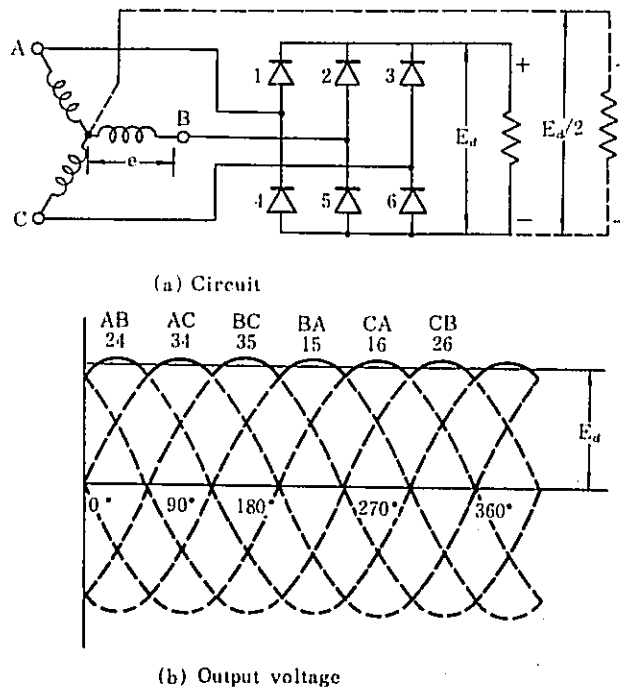 A
1 2 3
+ +
B
E_d
E_d/2
e
C
4 5 6
− −
(a) Circuit
AB AC BC BA CA CB
24 34 35 15 16 26
E_d
0° 90° 180° 270° 360°
(b) Output voltage